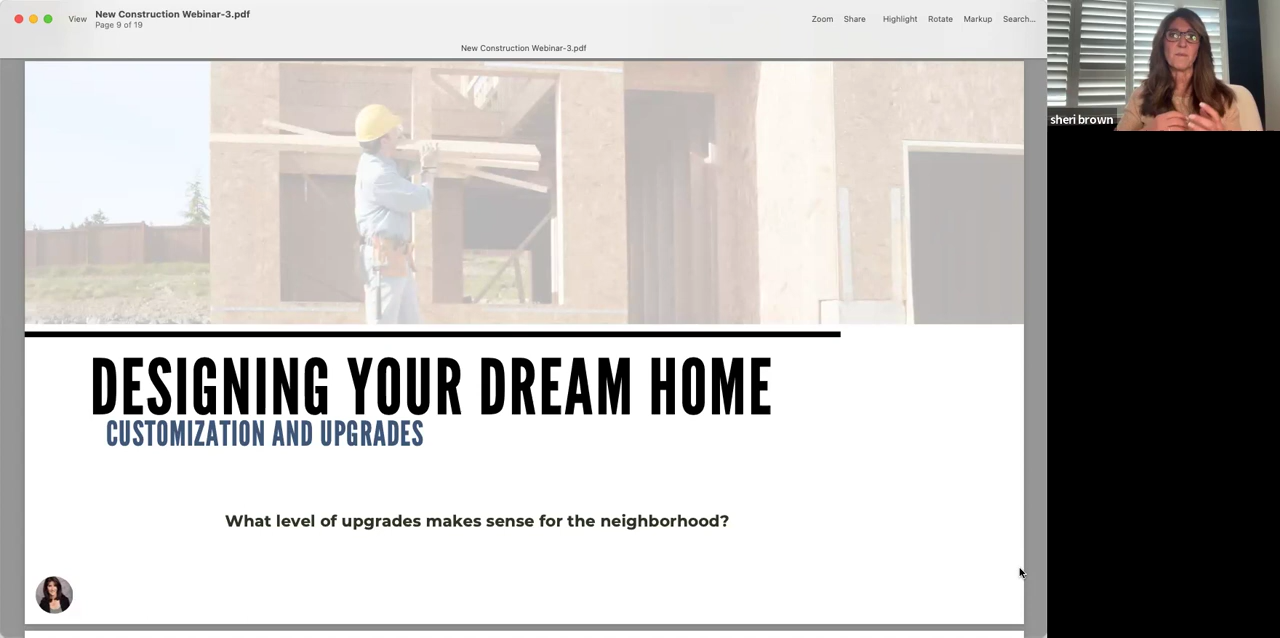 View
New Construction Webinar-3.pdf
Page 9 of 19
Zoom
Share
Highlight
Rotate
Markup
Search...
New Construction Webinar-3.pdf
sheri brown
DESIGNING YOUR DREAM HOME
CUSTOMIZATION AND UPGRADES
What level of upgrades makes sense for the neighborhood?